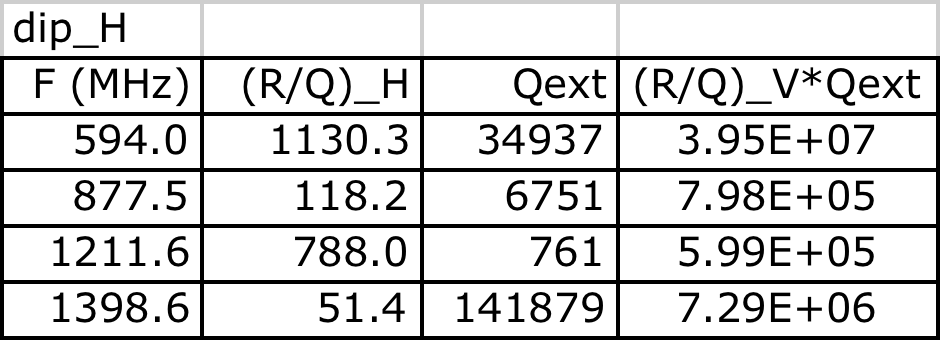 dip_H
F (MHz) (R/Q)_H Qext (R/Q)_V*Qext
594.0 1130.3 34937 3.95E+07
877.5 118.2 6751 7.98E+05
1211.6 788.0 761 5.99E+05
1398.6 51.4 141879 7.29E+06